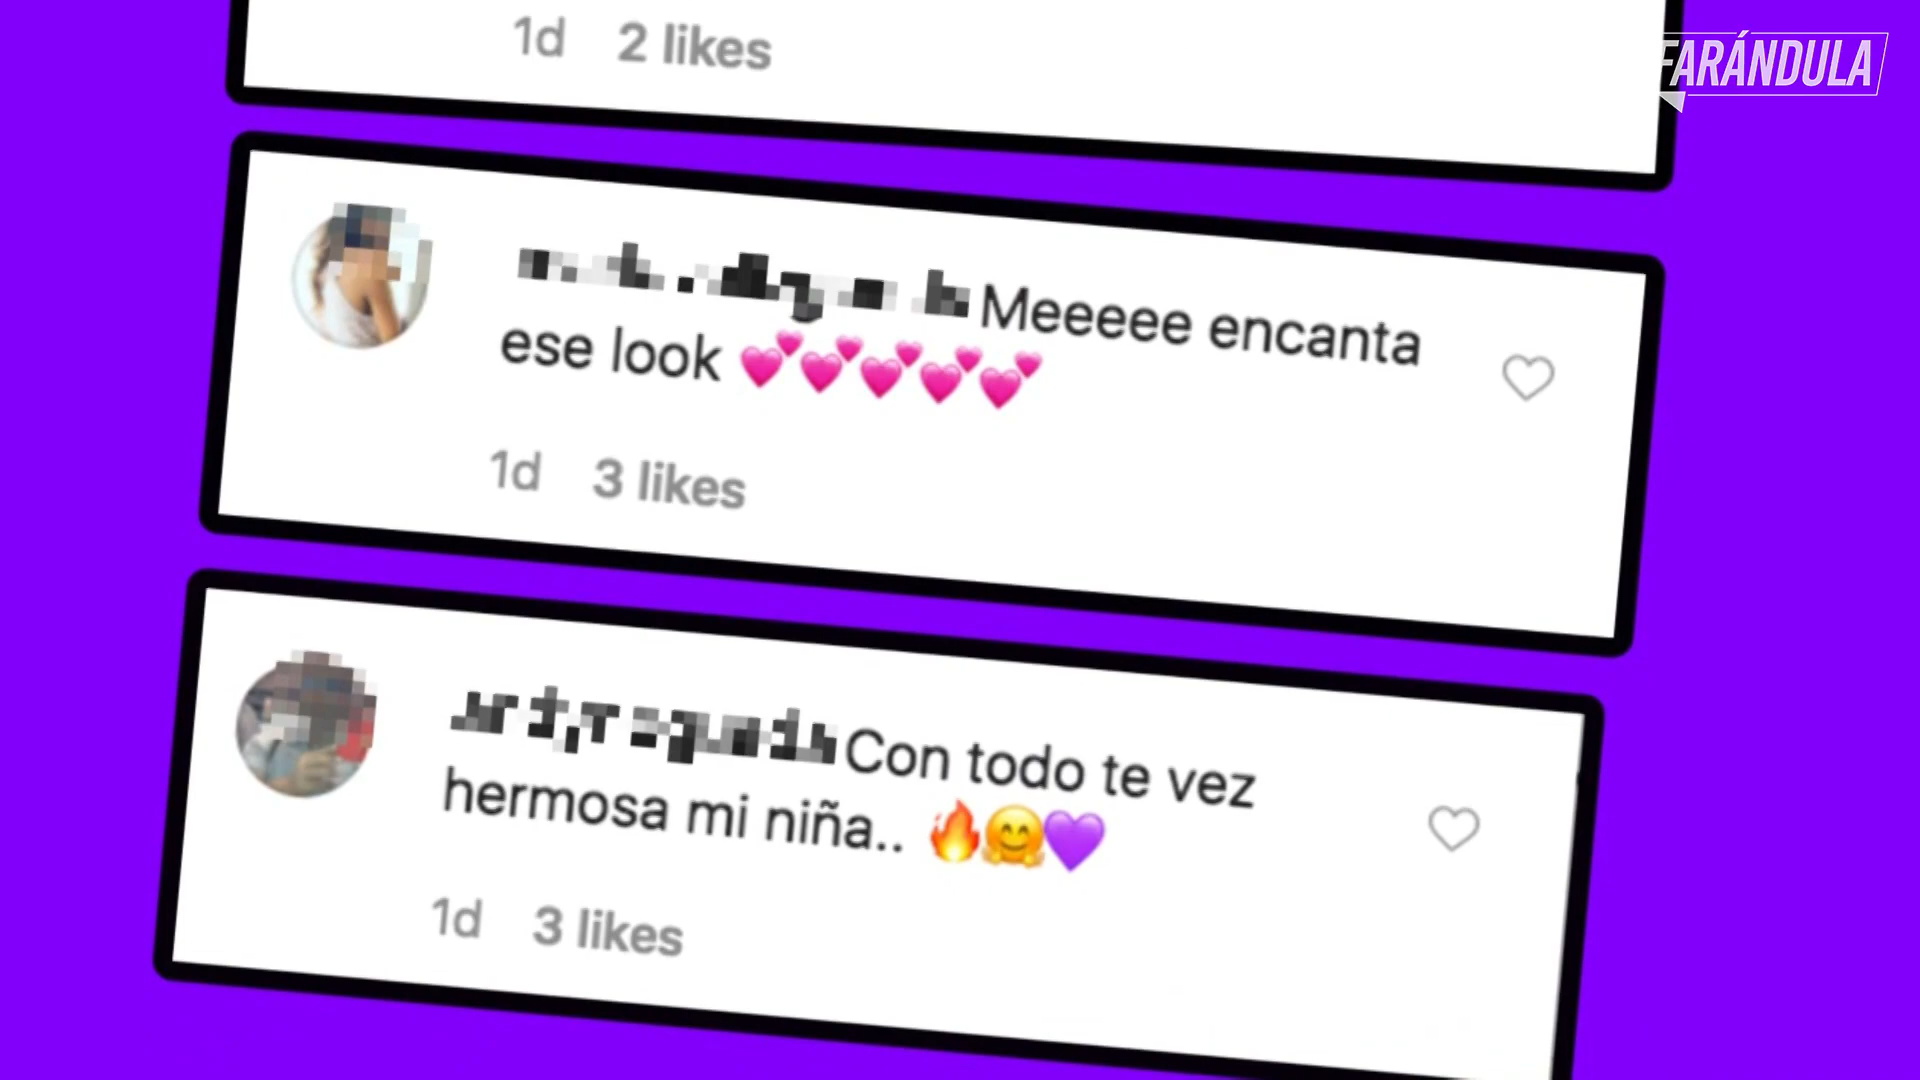 1d 2 likes
FARÁNDULA
Meeeee encanta
ese look 💕💕💕💕💕
1d 3 likes
Con todo te vez
hermosa mi niña.. 🔥🤗💜
1d 3 likes